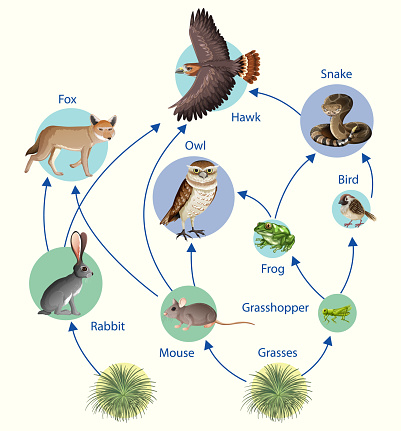 Snake
Fox
Hawk
Owl
Bird
Frog
Grasshopper
Rabbit
Mouse
Grasses